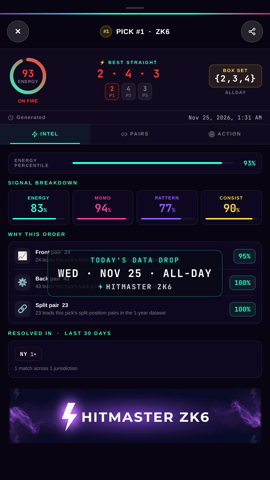 #1 PICK #1 · ZK6
93
ENERGY
ON FIRE
⚡ BEST STRAIGHT
2 · 4 · 3
2 P1
4 P2
3 P3
BOX SET
{2,3,4}
ALLDAY
Generated
Nov 25, 2026, 1:31 AM
INTEL
PAIRS
ACTION
ENERGY PERCENTILE
93%
SIGNAL BREAKDOWN
ENERGY
83%
MOMO
94%
PATTERN
77%
CONSIST
90%
WHY THIS ORDER
Front pair
95%
TODAY'S DATA DROP
WED · NOV 25 · ALL-DAY
⚡ HITMASTER ZK6
Back
100%
Split pair 23
23 leads this pick's split-position pairs in the 1-year dataset
100%
RESOLVED IN · LAST 30 DAYS
NY 1×
1 match across 1 jurisdiction
HITMASTER ZK6